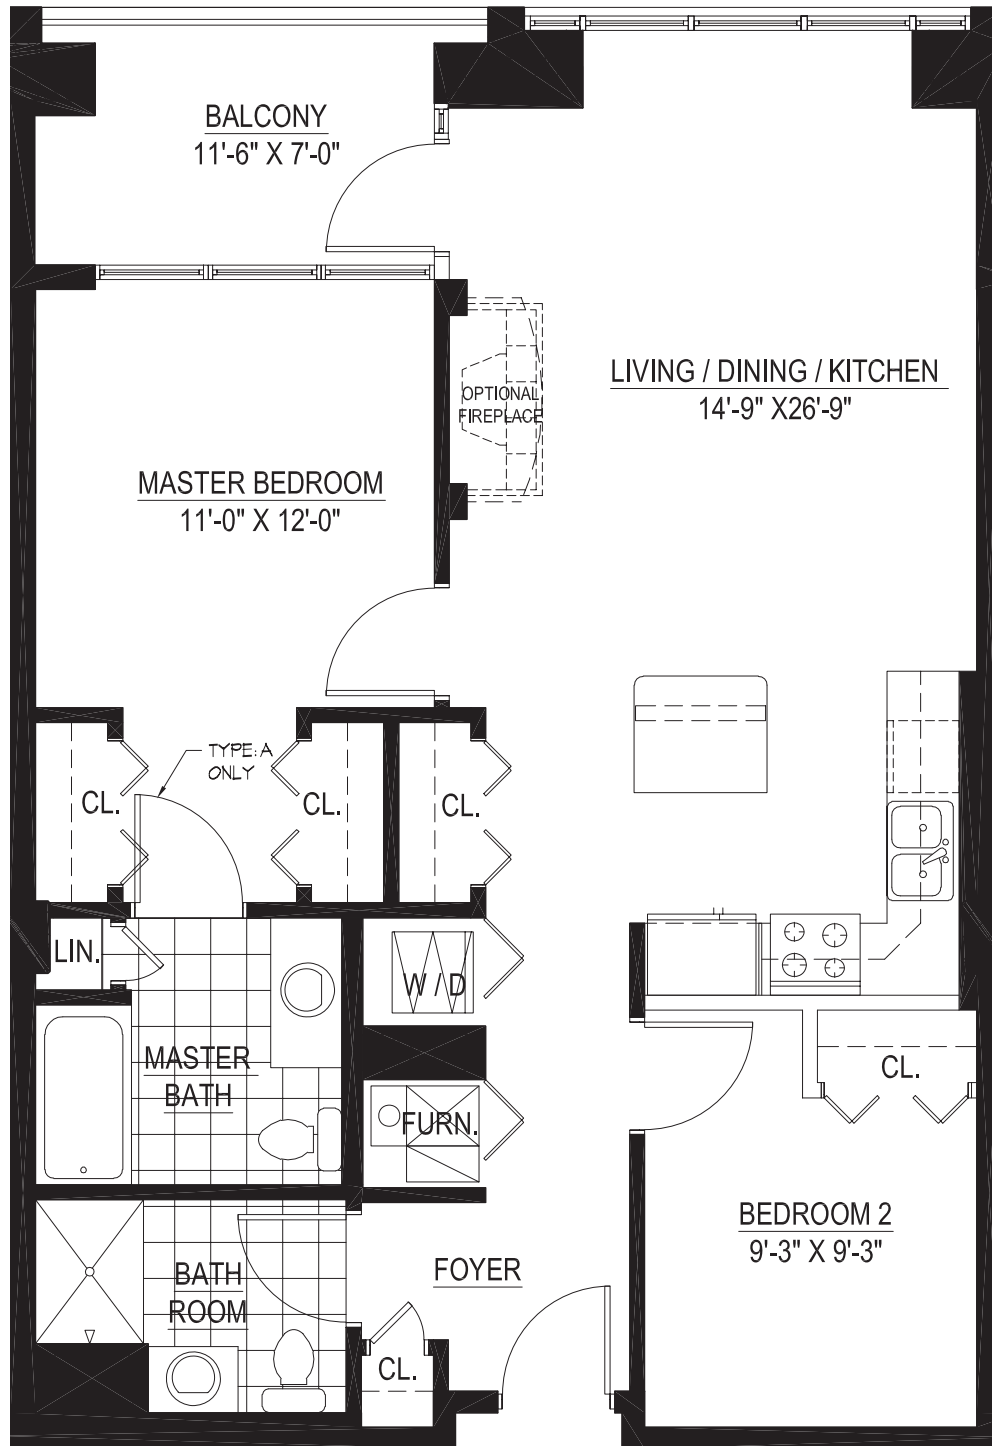 BALCONY
11'-6" X 7'-0"
LIVING / DINING / KITCHEN
14'-9" X26'-9"
OPTIONAL
FIREPLACE
MASTER BEDROOM
11'-0" X 12'-0"
TYPE: A
ONLY
CL.
CL.
CL.
LIN.
W / D
MASTER
BATH
CL.
FURN.
BEDROOM 2
9'-3" X 9'-3"
FOYER
BATH
ROOM
CL.